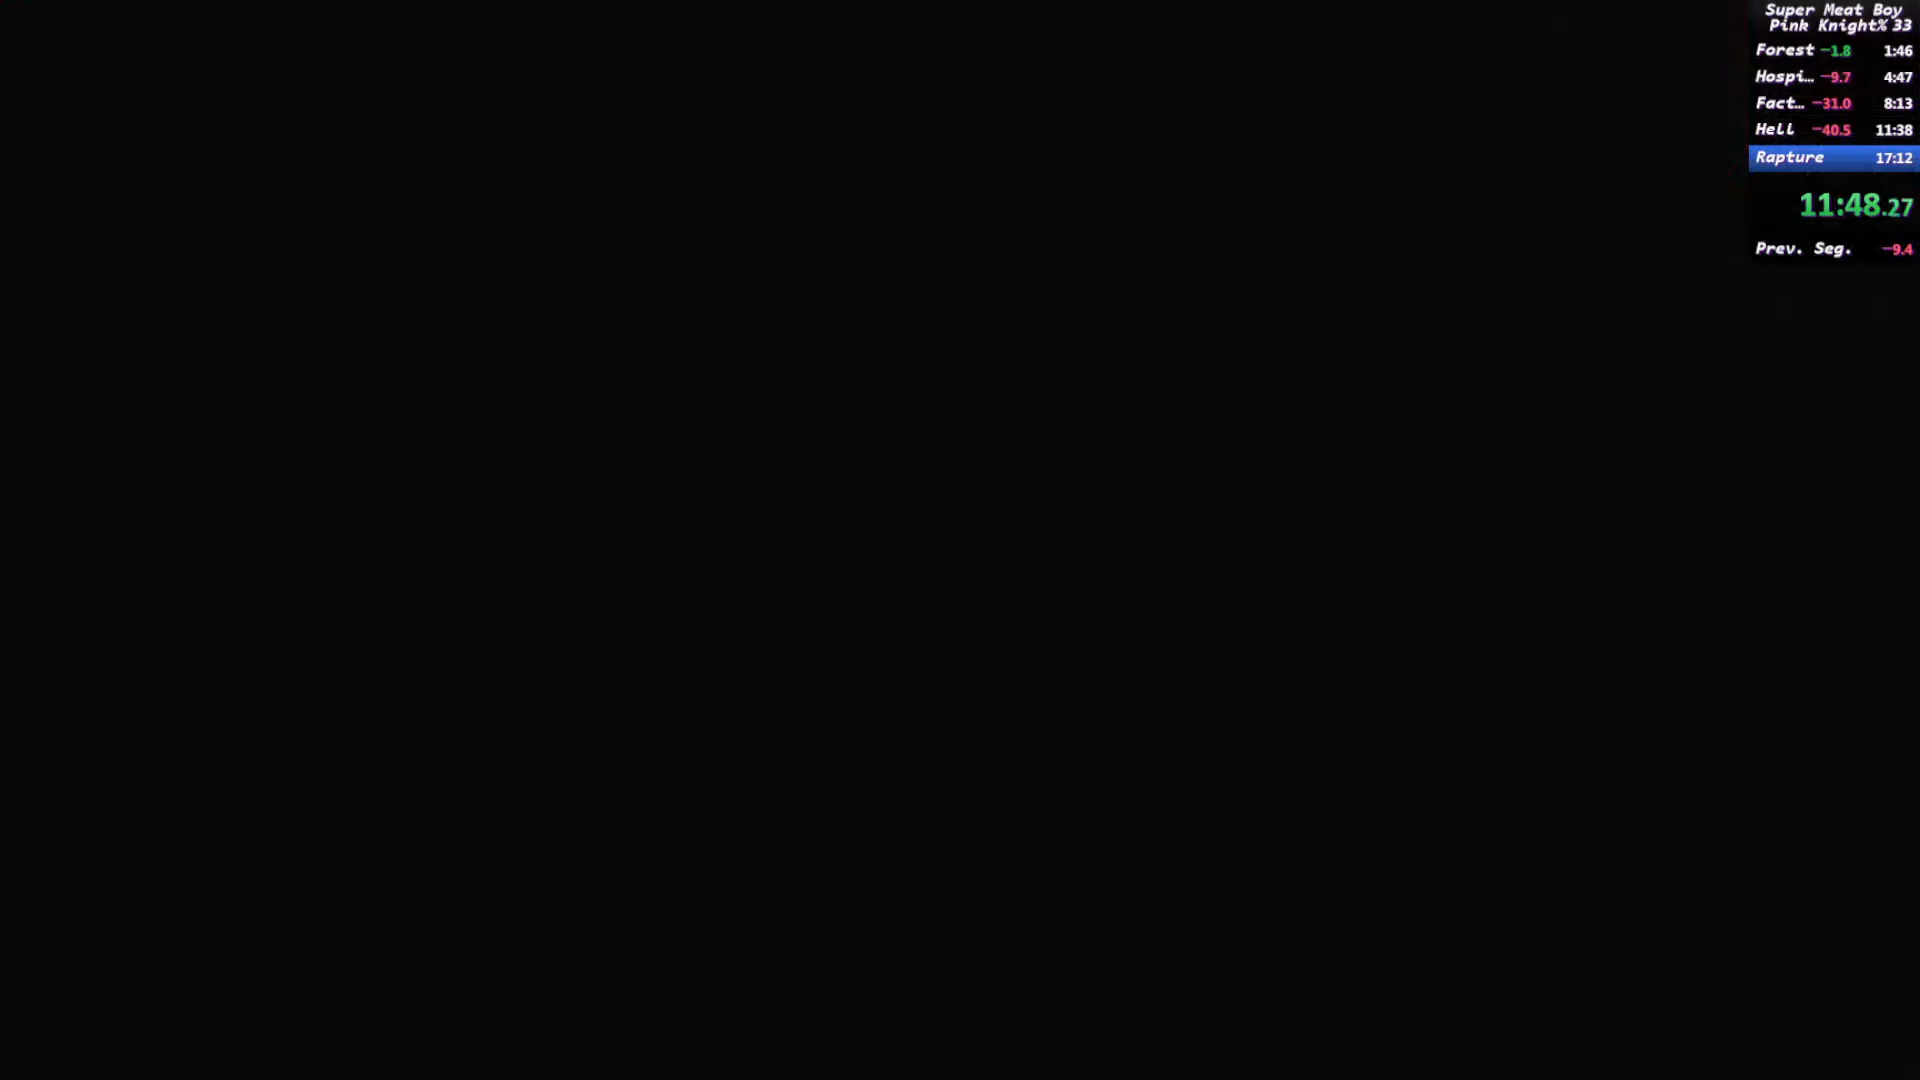 Super Meat Boy
Pink Knight% 33
Forest −1.8 1:46
Hospi… −9.7 4:47
Fact… −31.0 8:13
Hell −40.5 11:38
Rapture 17:12
11:48.27
Prev. Seg. −9.4